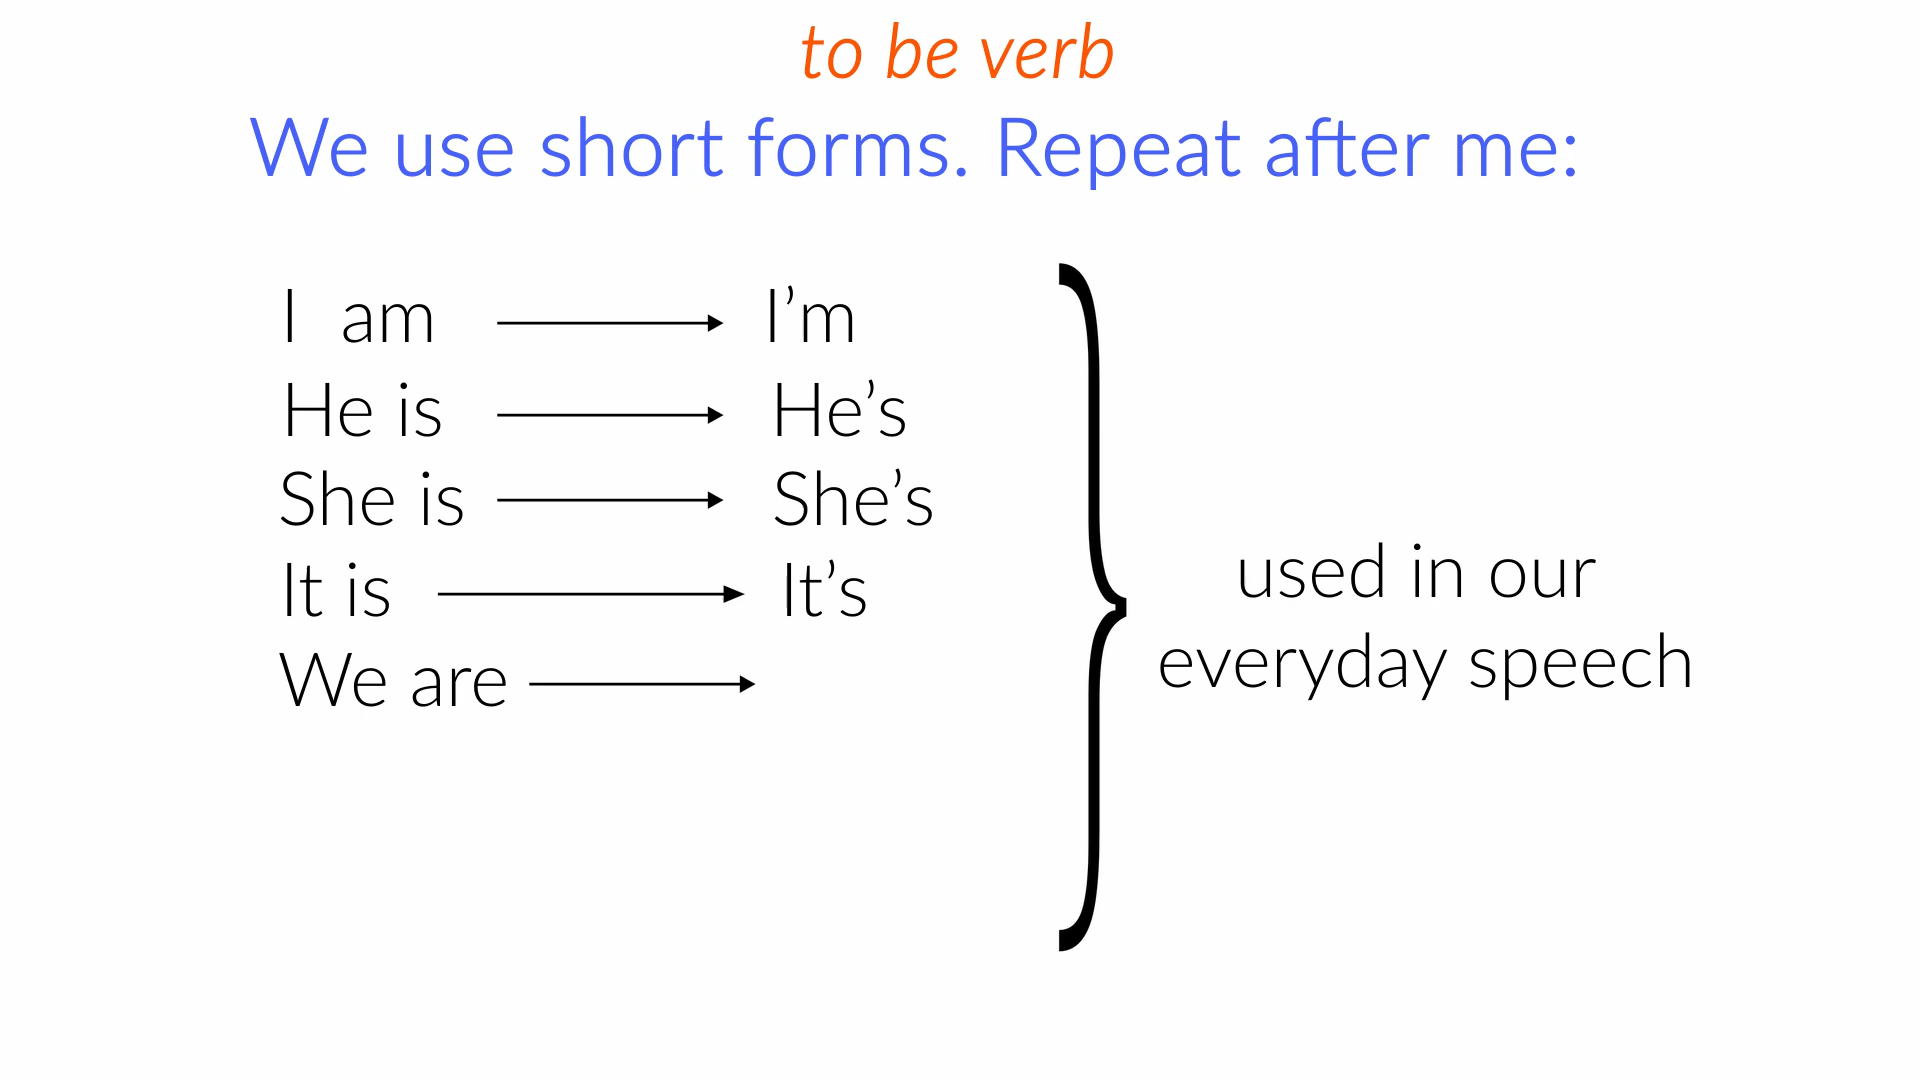 to be verb
We use short forms. Repeat after me:
I am I’m
He is He’s
She is She’s
It is It’s
We are
used in our
everyday speech